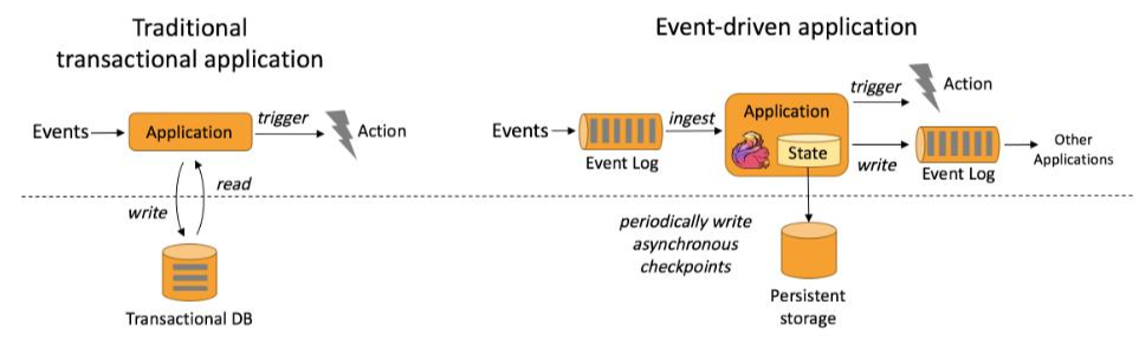 Traditional
transactional application
Events
Application
trigger
Action
read
write
Transactional DB
Event-driven application
Events
Event Log
ingest
Application
State
trigger
Action
write
Event Log
Other
Applications
periodically write
asynchronous
checkpoints
Persistent
storage